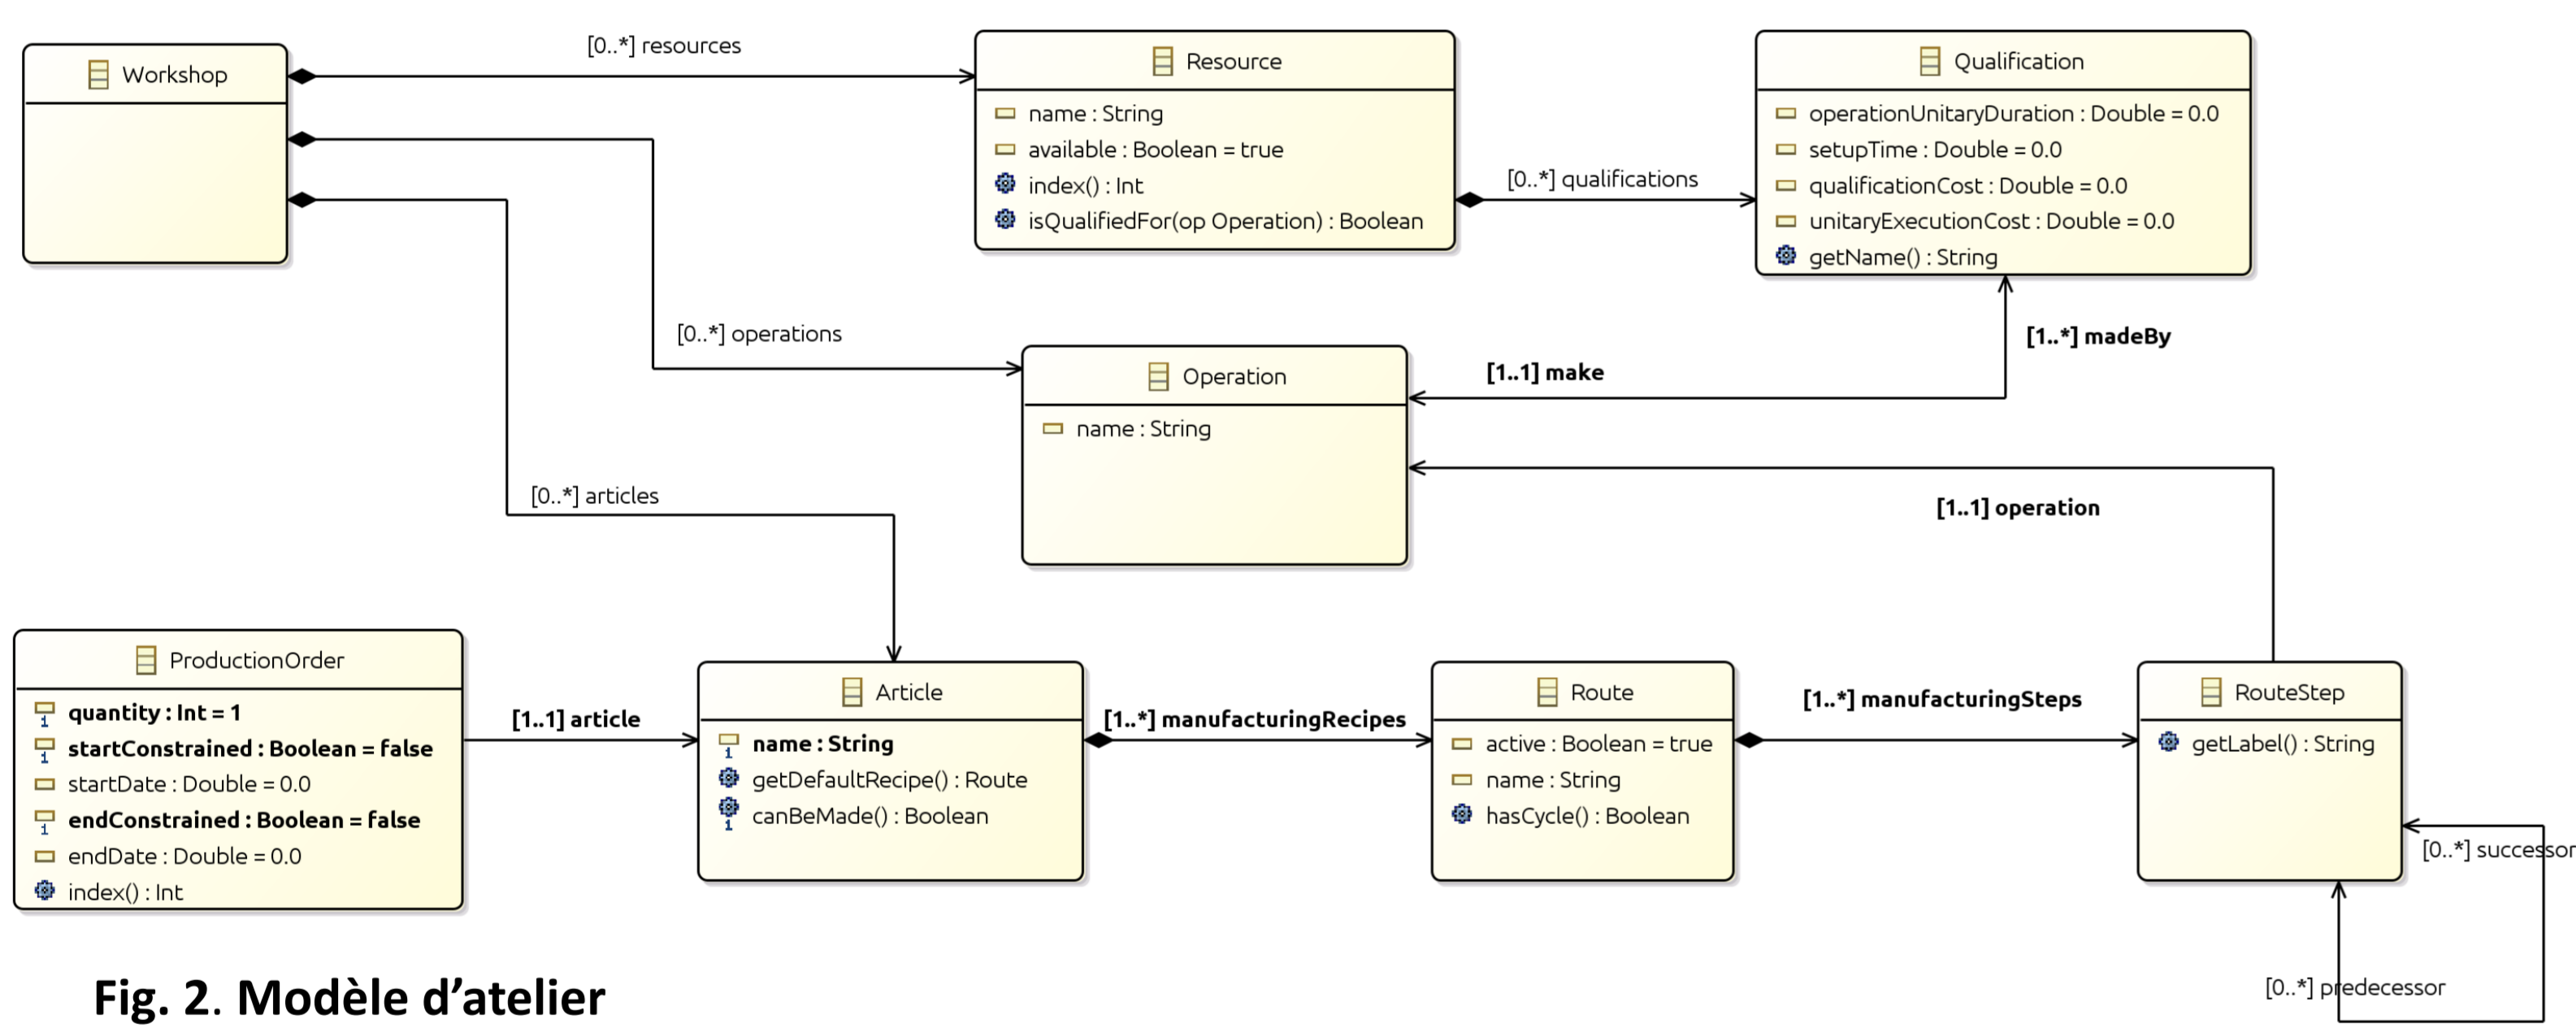 Workshop
[0..*] resources
Resource
name : String
available : Boolean = true
index() : Int
isQualifiedFor(op Operation) : Boolean
[0..*] qualifications
Qualification
operationUnitaryDuration : Double = 0.0
setupTime : Double = 0.0
qualificationCost : Double = 0.0
unitaryExecutionCost : Double = 0.0
getName() : String
[0..*] operations
Operation
name : String
[1..1] make
[1..*] madeBy
[1..1] operation
[0..*] articles
ProductionOrder
quantity : Int = 1
startConstrained : Boolean = false
startDate : Double = 0.0
endConstrained : Boolean = false
endDate : Double = 0.0
index() : Int
[1..1] article
Article
name : String
getDefaultRecipe() : Route
canBeMade() : Boolean
[1..*] manufacturingRecipes
Route
active : Boolean = true
name : String
hasCycle() : Boolean
[1..*] manufacturingSteps
RouteStep
getLabel() : String
[0..*] successor
[0..*] predecessor
Fig. 2. Modèle d’atelier